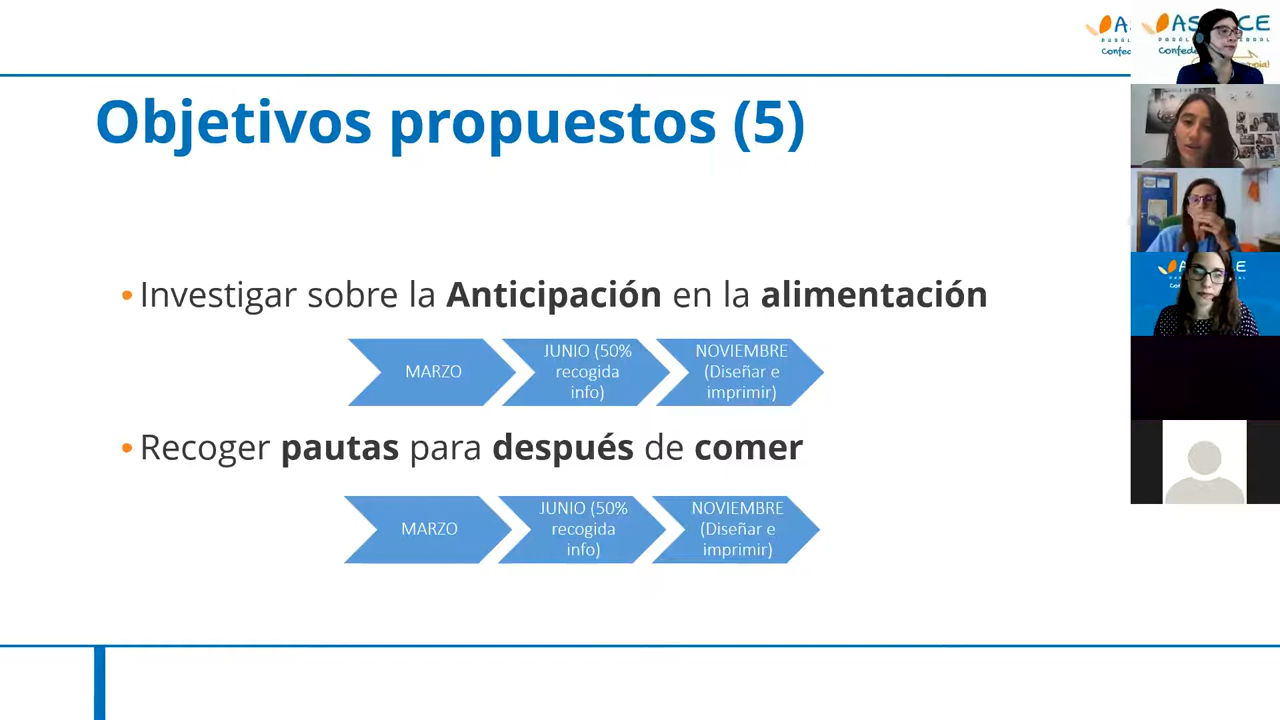 Objetivos propuestos (5)
• Investigar sobre la Anticipación en la alimentación
MARZO
JUNIO (50%
recogida
info)
NOVIEMBRE
(Diseñar e
imprimir)
• Recoger pautas para después de comer
MARZO
JUNIO (50%
recogida
info)
NOVIEMBRE
(Diseñar e
imprimir)